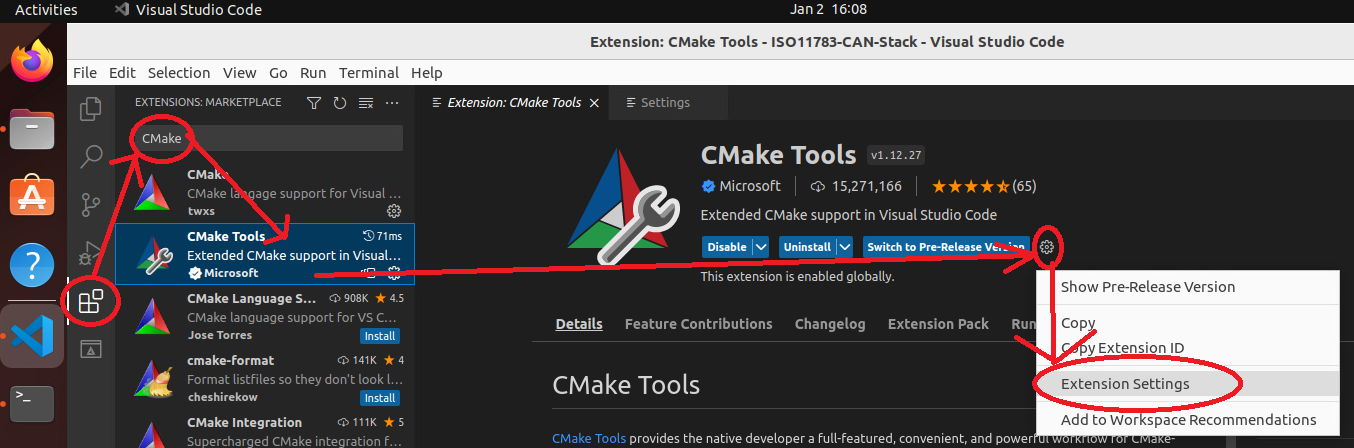 Activities Visual Studio Code Jan 2 16:08
Extension: CMake Tools - ISO11783-CAN-Stack - Visual Studio Code
File Edit Selection View Go Run Terminal Help
EXTENSIONS: MARKETPLACE
CMake
CMake
CMake langage support for Visual ...
twxs
CMake Tools 71ms
Extended CMake support in Visual...
Microsoft
CMake Language S... 908K 4.5
CMake language support for VS C...
Jose Torres Install
cmake-format 141K 4
Format listfiles so they don't look l...
cheshirekow Install
CMake Integration 111K 5
Supercharged CMake integration f...
Extension: CMake Tools Settings
CMake Tools v1.12.27
Microsoft 15,271,166 (65)
Extended CMake support in Visual Studio Code
Disable Uninstall Switch to Pre-Release Version
This extension is enabled globally.
Details Feature Contributions Changelog Extension Pack Run
CMake Tools
CMake Tools provides the native developer a full-featured, convenient, and powerful workflow for CMake-
Show Pre-Release Version
Copy
Copy Extension ID
Extension Settings
Add to Workspace Recommendations